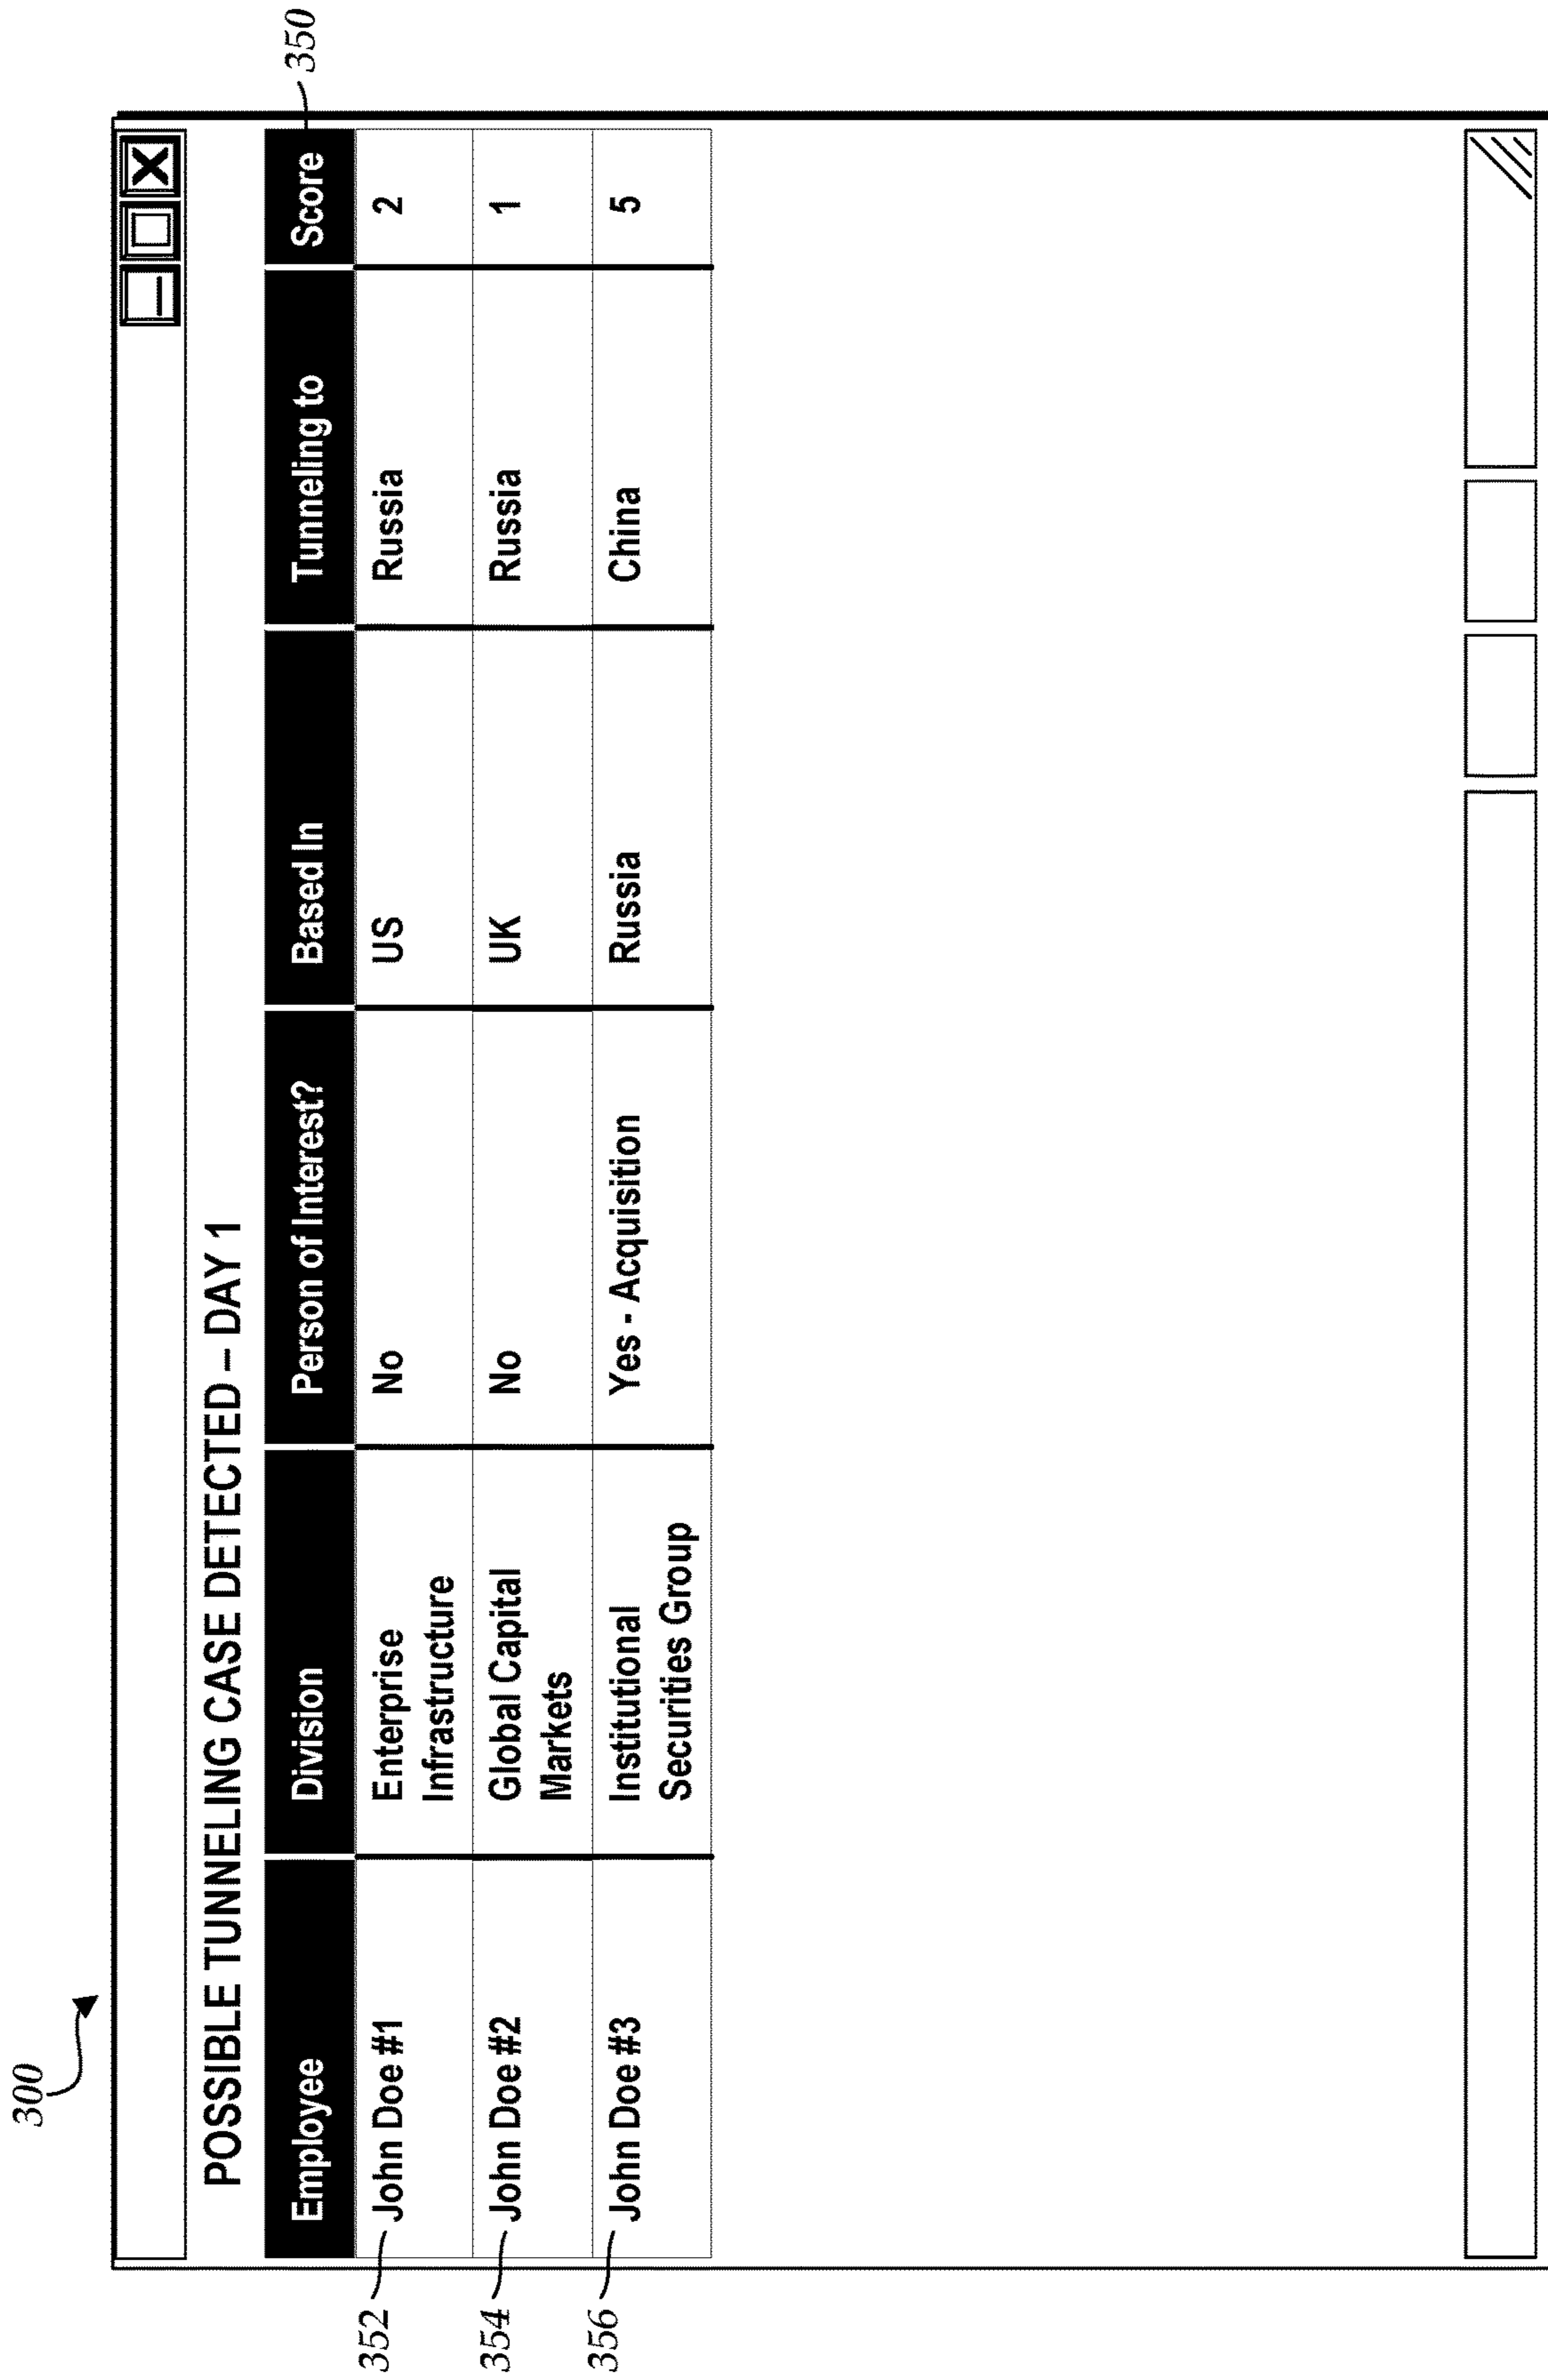 300
POSSIBLE TUNNELING CASE DETECTED – DAY 1
Employee Division Person of Interest? Based In Tunneling to Score 350
352 John Doe #1 Enterprise No US Russia 2
Infrastructure
354 John Doe #2 Global Capital No UK Russia 1
Markets
356 John Doe #3 Institutional Yes - Acquisition Russia China 5
Securities Group